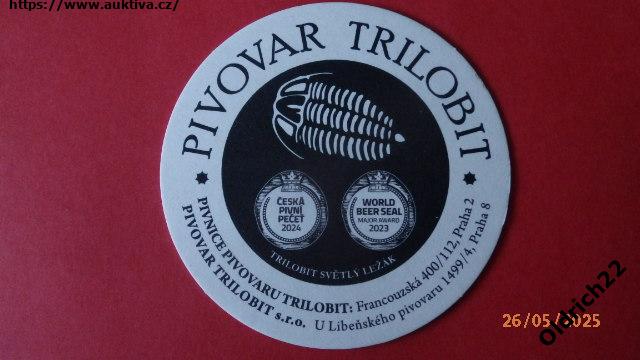 https://www.auktiva.cz/
PIVOVAR TRILOBIT
ČESKÁ
PIVNÍ
PEČEŤ
2024
WORLD
BEER SEAL
MAJOR AWARD
2023
TRILOBIT SVĚTLÝ LEŽÁK
PIVNICE PIVOVARU TRILOBIT: Francouzská 400/112, Praha 2
PIVOVAR TRILOBIT s.r.o. U Libeňského pivovaru 1499/4, Praha 8
26/05/2025
Oldrich22